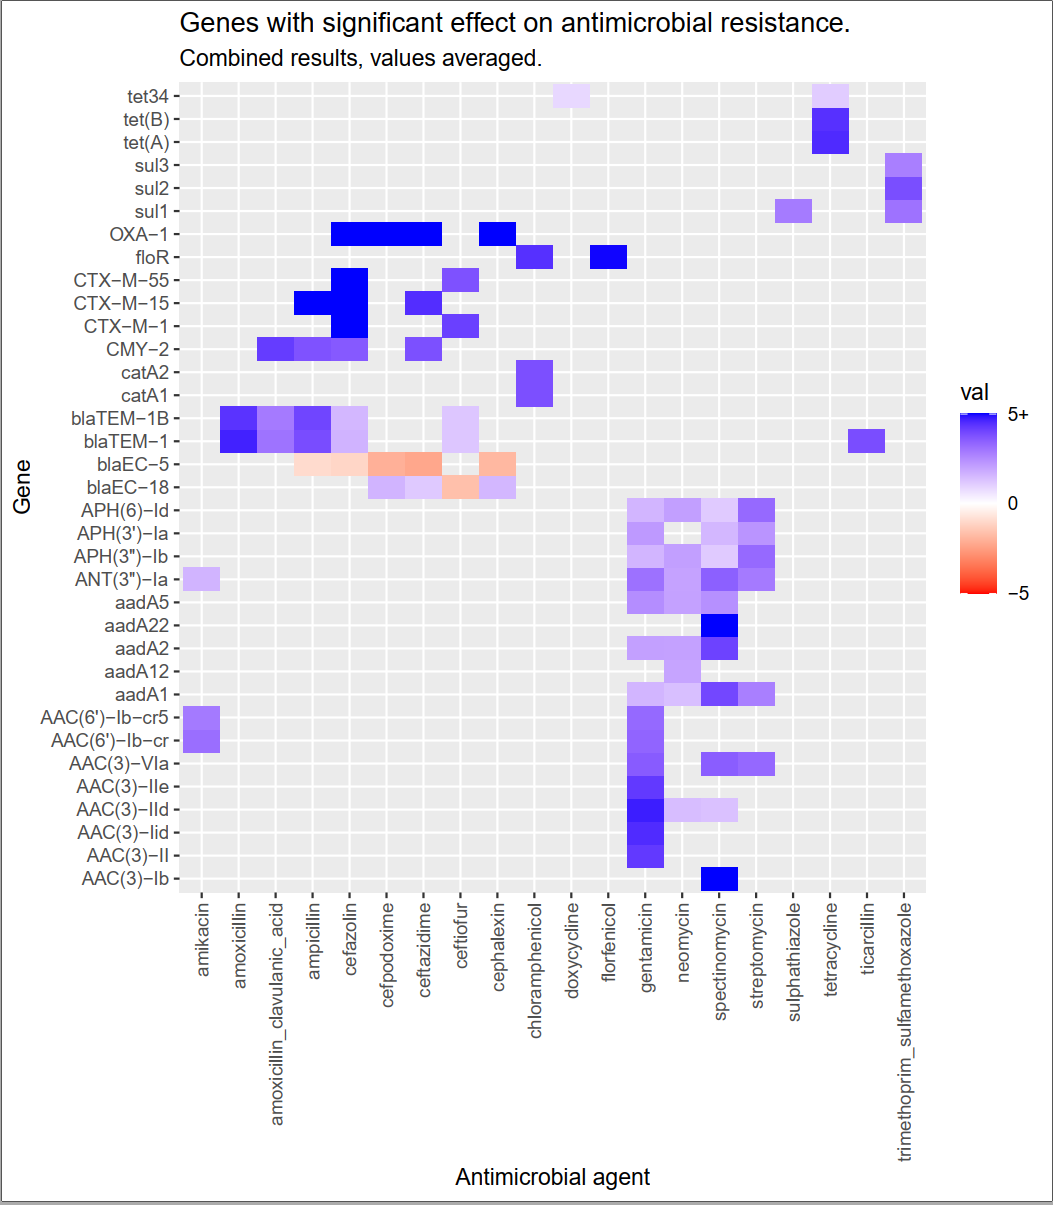 Genes with significant effect on antimicrobial resistance.
Combined results, values averaged.
Gene
tet34
tet(B)
tet(A)
sul3
sul2
sul1
OXA−1
floR
CTX−M−55
CTX−M−15
CTX−M−1
CMY−2
catA2
catA1
blaTEM−1B
blaTEM−1
blaEC−5
blaEC−18
APH(6)−Id
APH(3')−Ia
APH(3")−Ib
ANT(3")−Ia
aadA5
aadA22
aadA2
aadA12
aadA1
AAC(6')−Ib−cr5
AAC(6')−Ib−cr
AAC(3)−VIa
AAC(3)−IIe
AAC(3)−IId
AAC(3)−Iid
AAC(3)−II
AAC(3)−Ib
amikacin
amoxicillin
amoxicillin_clavulanic_acid
ampicillin
cefazolin
cefpodoxime
ceftazidime
ceftiofur
cephalexin
chloramphenicol
doxycycline
florfenicol
gentamicin
neomycin
spectinomycin
streptomycin
sulphathiazole
tetracycline
ticarcillin
trimethoprim_sulfamethoxazole
Antimicrobial agent
val
5+
0
−5